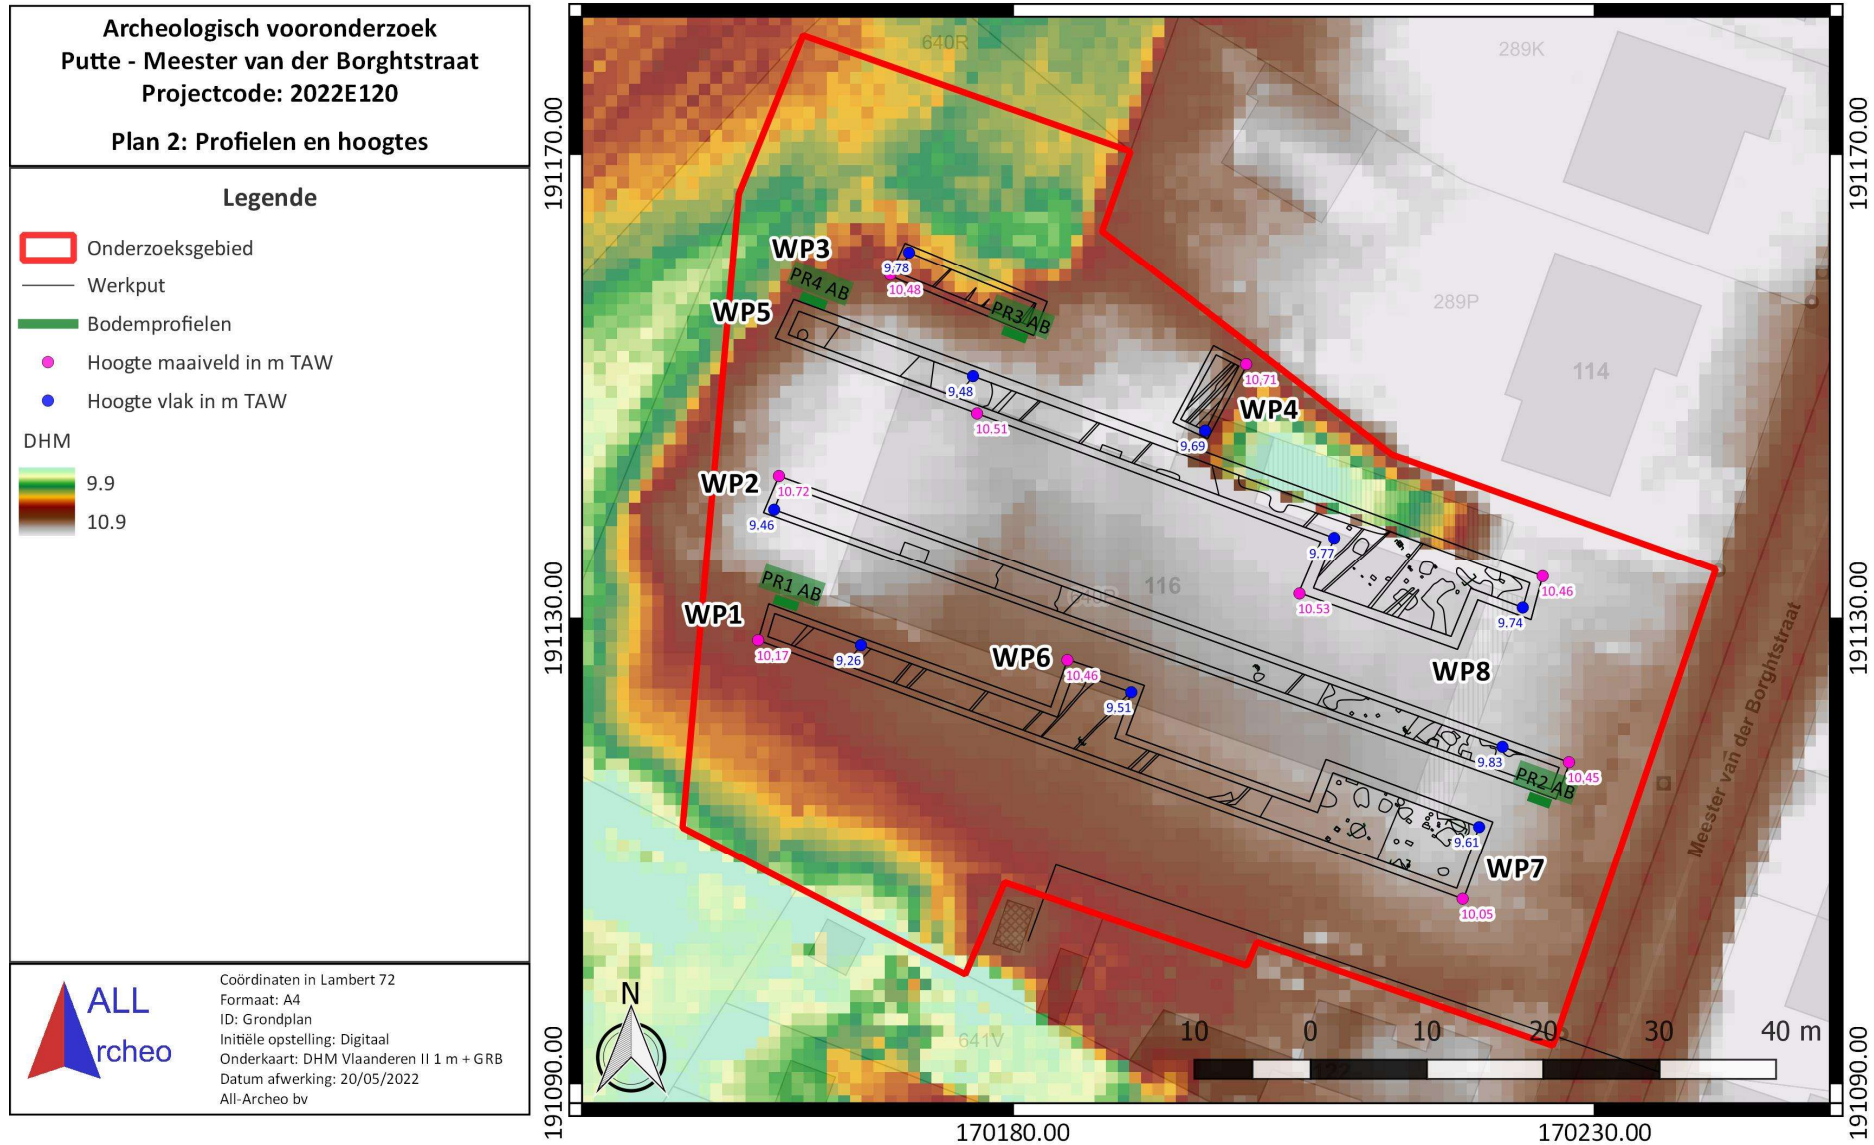 Archeologisch vooronderzoek
Putte - Meester van der Borghtstraat
Projectcode: 2022E120
Plan 2: Profielen en hoogtes
Legende
Onderzoeksgebied
Werkput
Bodemprofielen
Hoogte maaiveld in m TAW
Hoogte vlak in m TAW
DHM
9.9
10.9
ALL
rcheo
Coördinaten in Lambert 72
Formaat: A4
ID: Grondplan
Initiële opstelling: Digitaal
Onderkaart: DHM Vlaanderen II 1 m + GRB
Datum afwerking: 20/05/2022
All-Archeo bv
191170.00
191130.00
191090.00
191170.00
191130.00
191090.00
170180.00
170230.00
640R
289K
289P
114
116
641V
WP3
9,78
10,48
PR4 AB
PR3 AB
WP5
9,48
10.51
10,71
WP4
9,69
WP2
10.72
9.46
9.77
10.53
10.46
9.74
WP8
PR1 AB
WP1
10,17
9,26
WP6
10,46
9.51
9.83
10,45
PR2 AB
9.61
WP7
10,05
Meester van der Borghtstraat
N
10 0 10 20 30 40 m